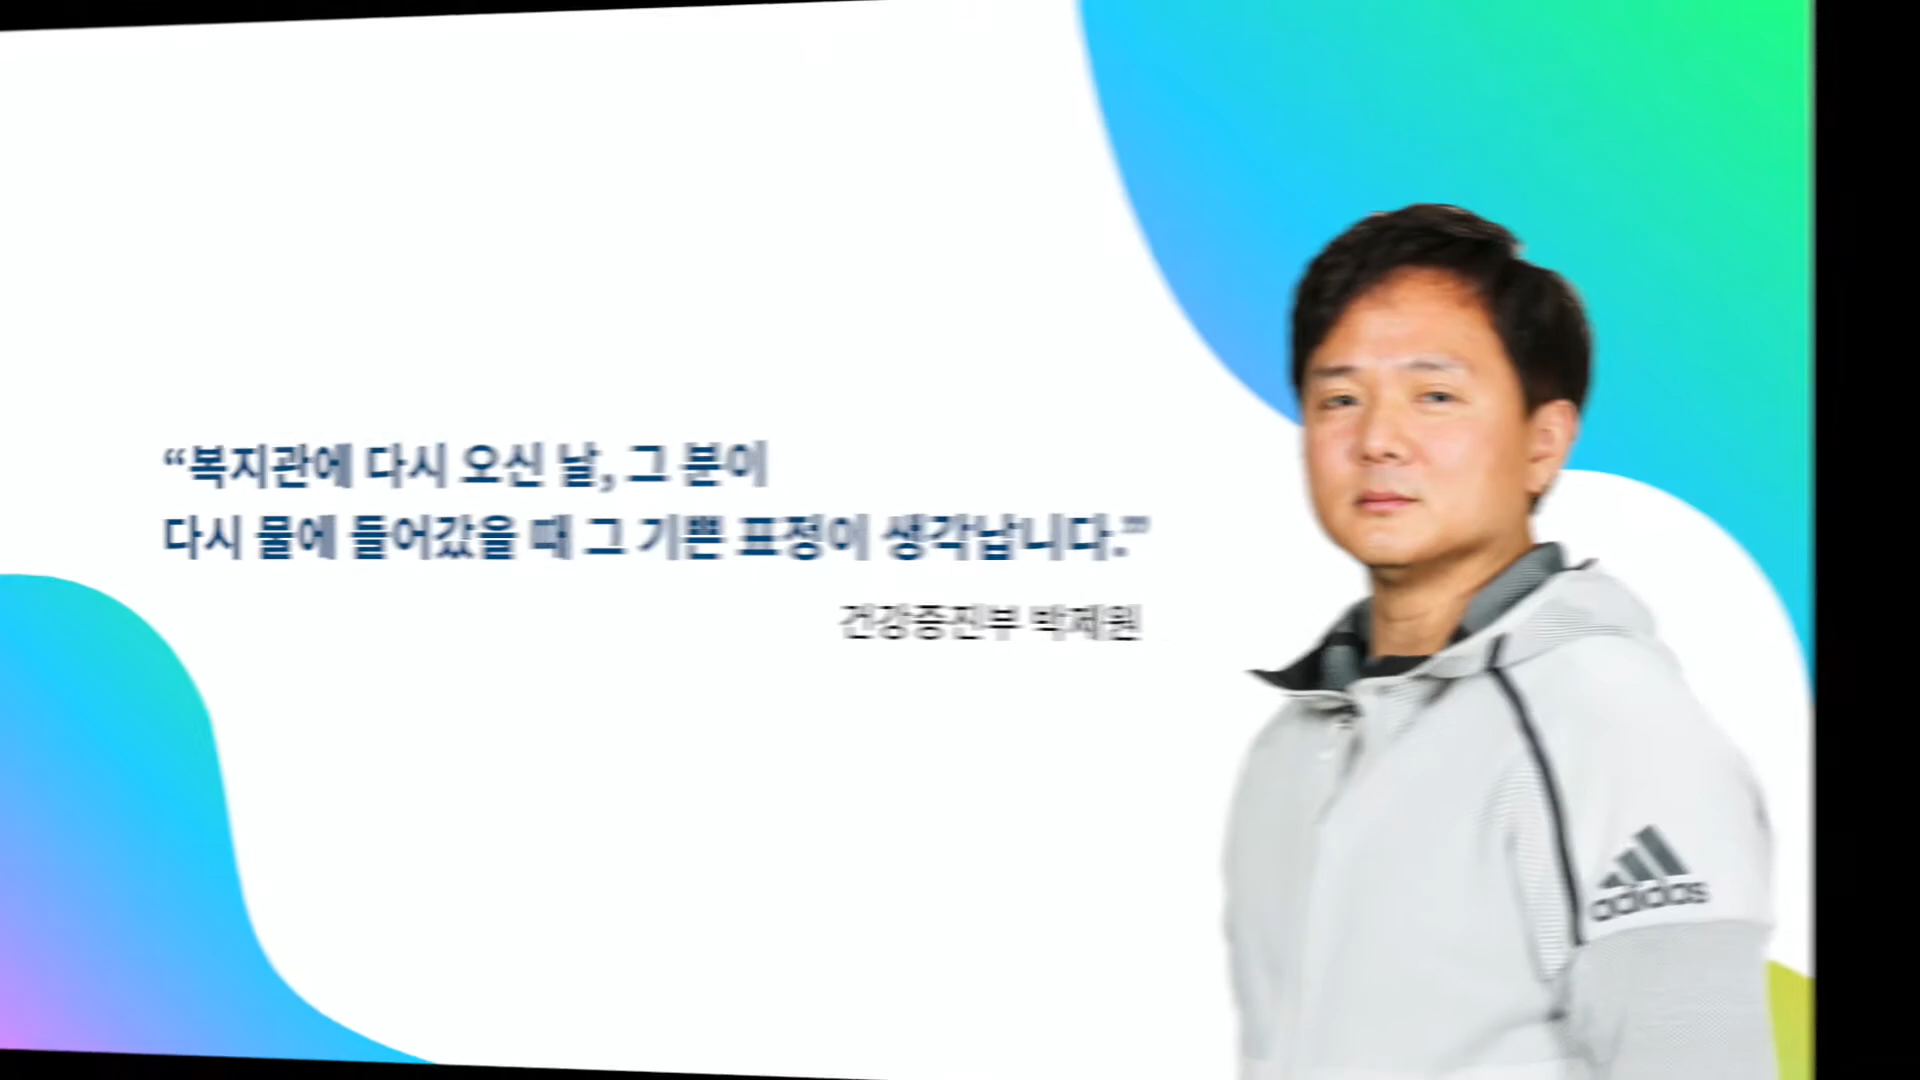 “복지관에 다시 오신 날, 그 분이
다시 물에 들어갔을 때 그 기쁜 표정이 생각납니다.”
건강증진부 박제원
adidas